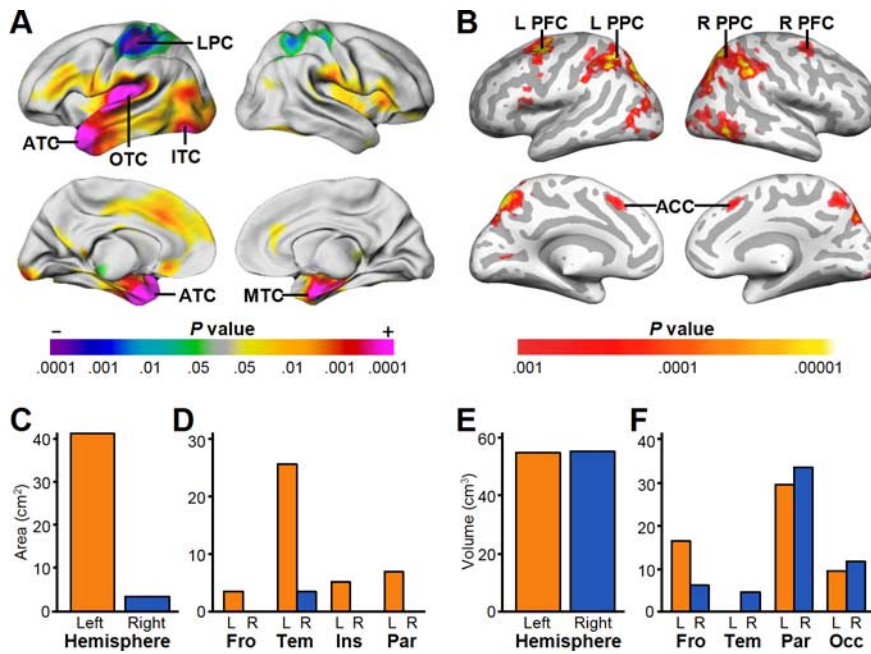 A
LPC
ATC
OTC
ITC
ATC
MTC
P value
– +
.0001 .001 .01 .05 .05 .01 .001 .0001
B
L PFC L PPC R PPC R PFC
ACC
P value
.001 .0001 .00001
C
Area (cm²)
40
30
20
10
0
Left Right
Hemisphere
D
30
20
10
0
L R L R L R L R
Fro Tem Ins Par
E
Volume (cm³)
60
40
20
0
Left Right
Hemisphere
F
40
30
20
10
0
L R L R L R L R
Fro Tem Par Occ